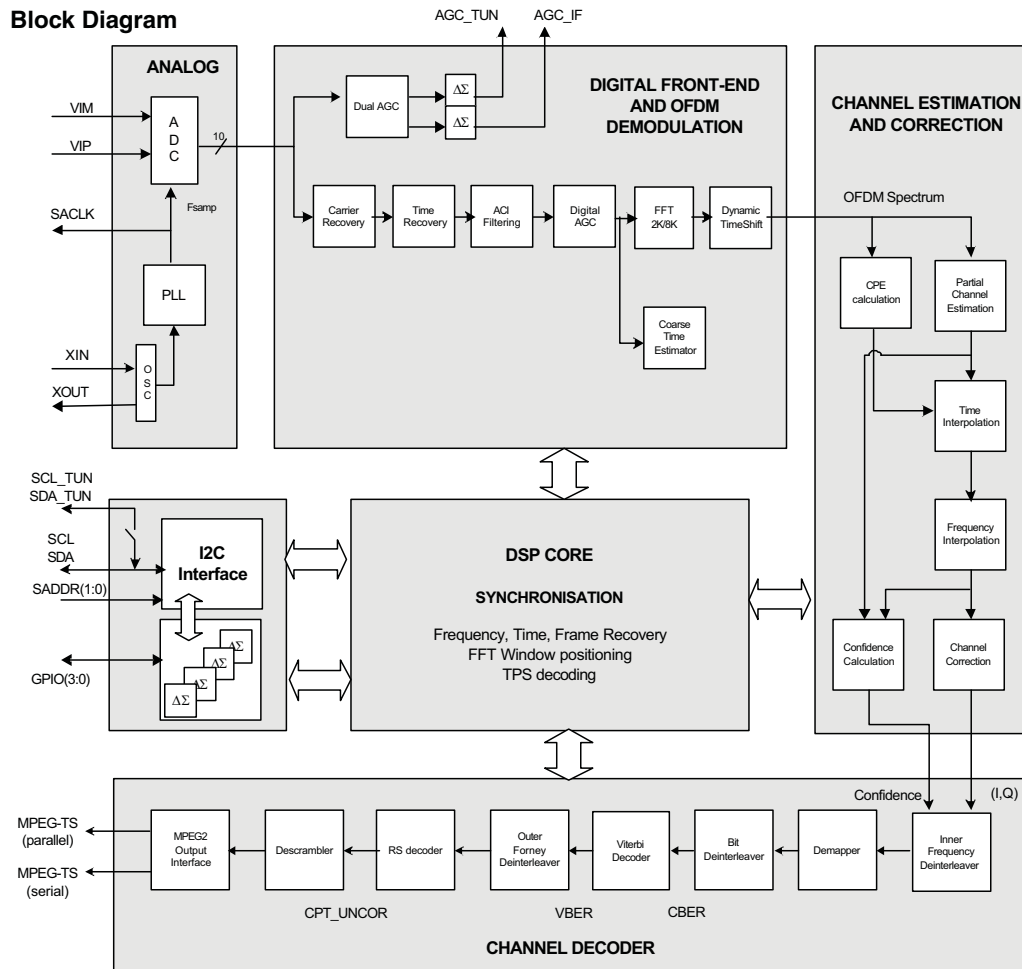 Block Diagram
AGC_TUN
AGC_IF
ANALOG
VIM
VIP
A
D
C
10
SACLK
Fsamp
PLL
XIN
XOUT
O
S
C
DIGITAL FRONT-END
AND OFDM
DEMODULATION
Dual AGC
ΔΣ
ΔΣ
Carrier
Recovery
Time
Recovery
ACI
Filtering
Digital
AGC
FFT
2K/8K
Dynamic
TimeShift
Coarse
Time
Estimator
CHANNEL ESTIMATION
AND CORRECTION
OFDM Spectrum
CPE
calculation
Partial
Channel
Estimation
Time
Interpolation
Frequency
Interpolation
Confidence
Calculation
Channel
Correction
SCL_TUN
SDA_TUN
SCL
SDA
SADDR(1:0)
GPIO(3:0)
I2C
Interface
ΔΣ
ΔΣ
ΔΣ
ΔΣ
DSP CORE
SYNCHRONISATION
Frequency, Time, Frame Recovery
FFT Window positioning
TPS decoding
Confidence
(I,Q)
MPEG-TS
(parallel)
MPEG-TS
(serial)
MPEG2
Output
Interface
Descrambler
RS decoder
Outer
Forney
Deinterleaver
Viterbi
Decoder
Bit
Deinterleaver
Demapper
Inner
Frequency
Deinterleaver
CPT_UNCOR
VBER
CBER
CHANNEL DECODER